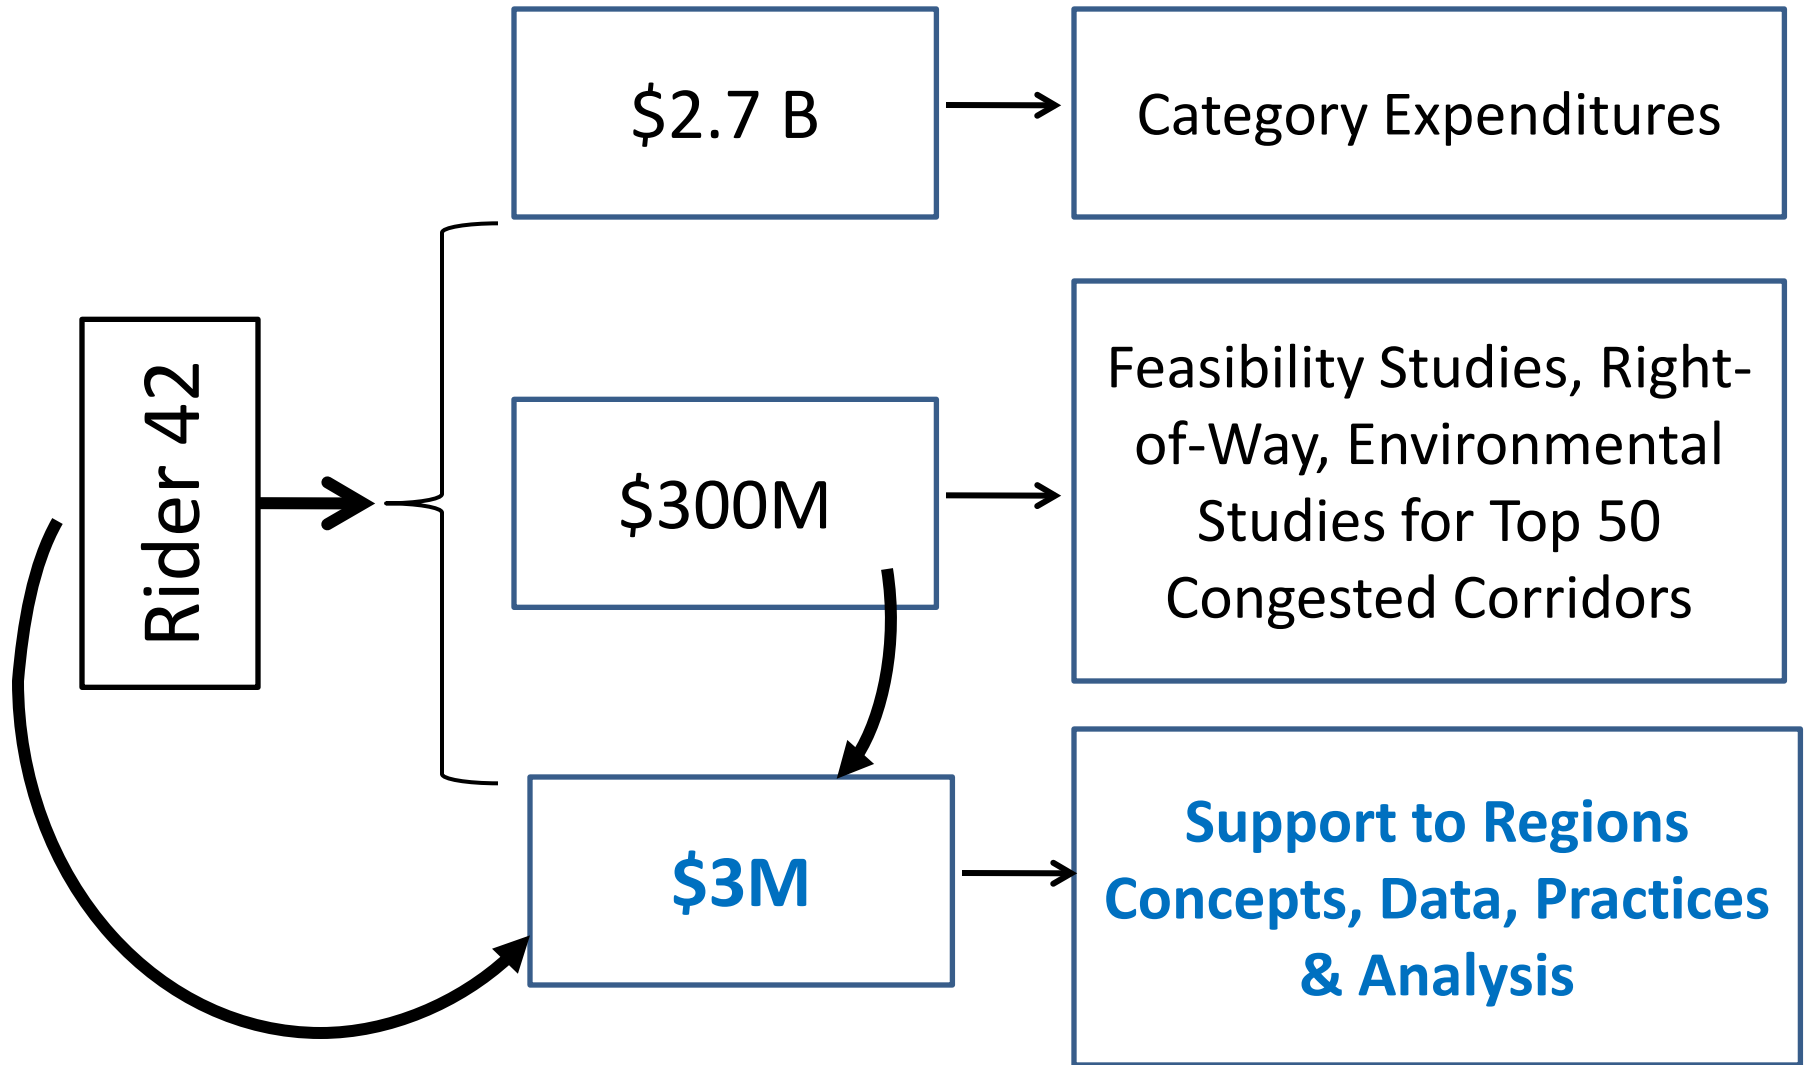 $2.7 B
Category Expenditures
Rider 42
$300M
Feasibility Studies, Right-
of-Way, Environmental
Studies for Top 50
Congested Corridors
$3M
Support to Regions
Concepts, Data, Practices
& Analysis